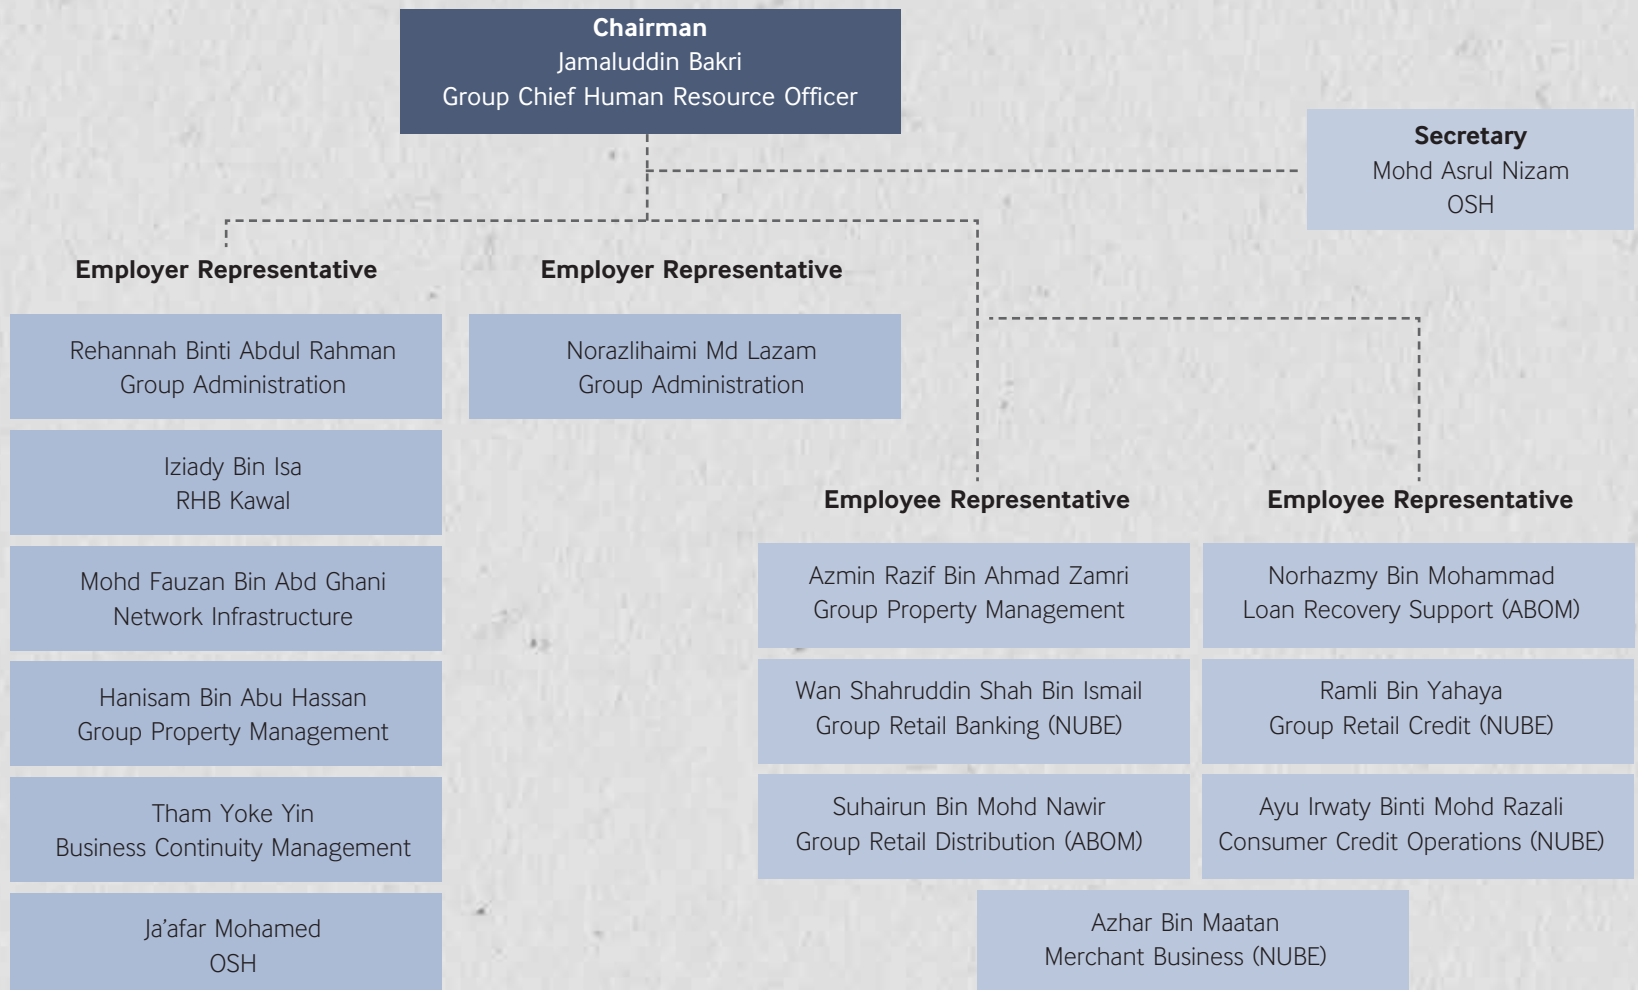 Chairman
Jamaluddin Bakri
Group Chief Human Resource Officer
Secretary
Mohd Asrul Nizam
OSH
Employer Representative
Rehannah Binti Abdul Rahman
Group Administration
Iziady Bin Isa
RHB Kawal
Mohd Fauzan Bin Abd Ghani
Network Infrastructure
Hanisam Bin Abu Hassan
Group Property Management
Tham Yoke Yin
Business Continuity Management
Ja’afar Mohamed
OSH
Employer Representative
Norazlihaimi Md Lazam
Group Administration
Employee Representative
Azmin Razif Bin Ahmad Zamri
Group Property Management
Wan Shahruddin Shah Bin Ismail
Group Retail Banking (NUBE)
Suhairun Bin Mohd Nawir
Group Retail Distribution (ABOM)
Employee Representative
Norhazmy Bin Mohammad
Loan Recovery Support (ABOM)
Ramli Bin Yahaya
Group Retail Credit (NUBE)
Ayu Irwaty Binti Mohd Razali
Consumer Credit Operations (NUBE)
Azhar Bin Maatan
Merchant Business (NUBE)